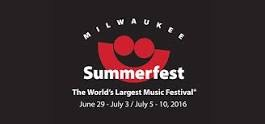 MILWAUKEE
Summerfest
The World's Largest Music Festival®
June 29 - July 3 / July 5 - 10, 2016